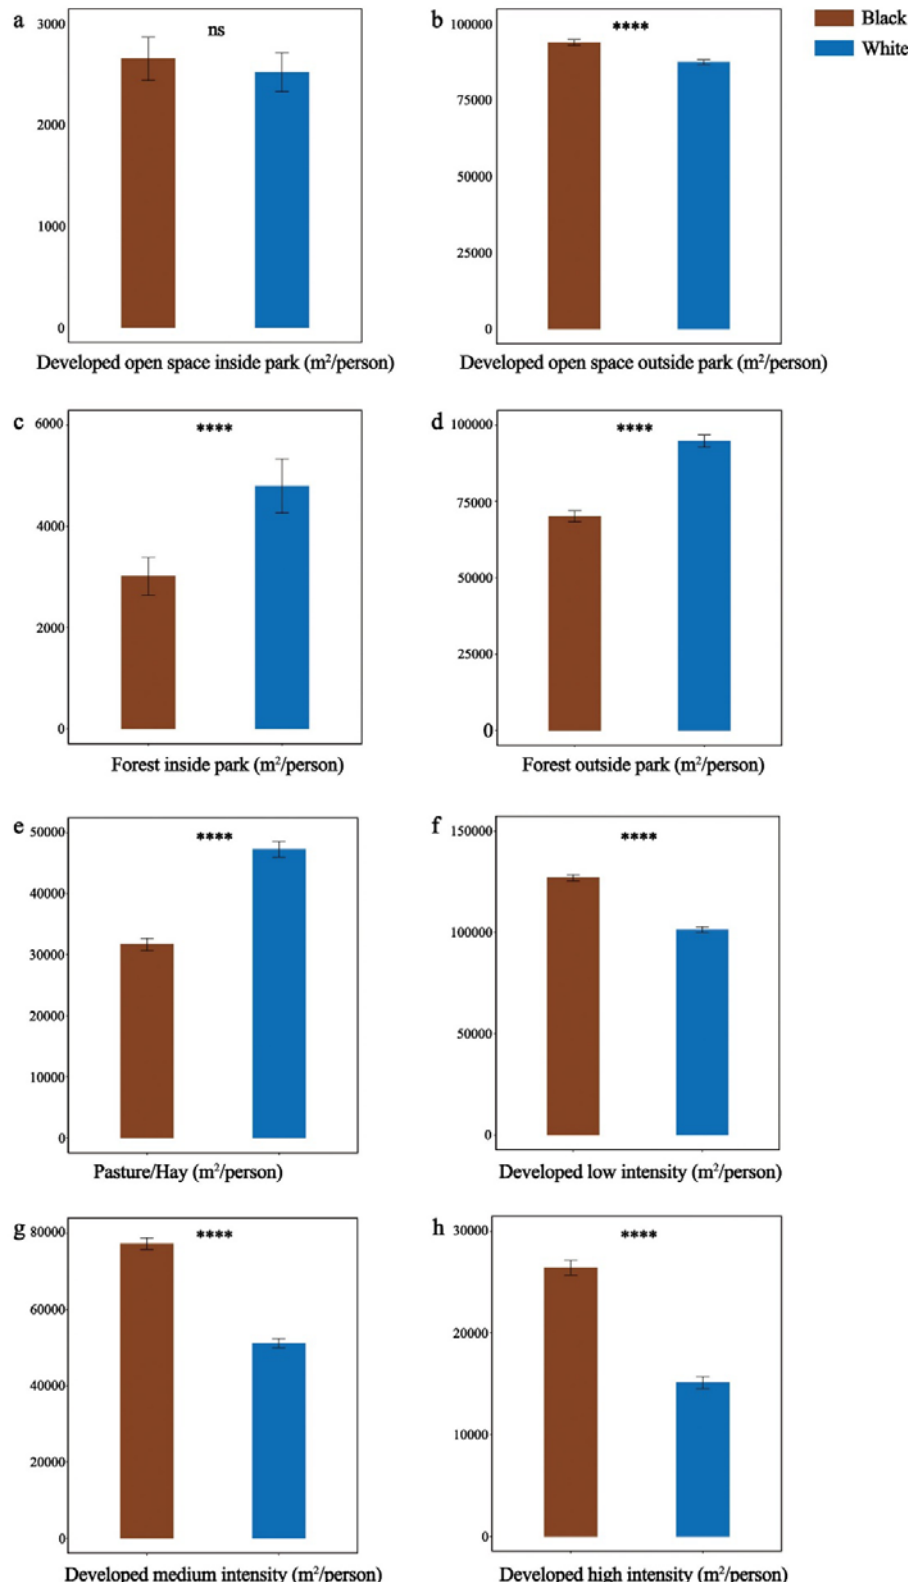 a
3000
ns
2000
1000
0
Developed open space inside park (m²/person)
b
100000
****
75000
50000
25000
0
Developed open space outside park (m²/person)
Black
White
c
6000
****
4000
2000
0
Forest inside park (m²/person)
d
100000
****
75000
50000
25000
0
Forest outside park (m²/person)
e
50000
****
40000
30000
20000
10000
0
Pasture/Hay (m²/person)
f
150000
****
100000
50000
0
Developed low intensity (m²/person)
g
80000
****
60000
40000
20000
0
Developed medium intensity (m²/person)
h
30000
****
20000
10000
0
Developed high intensity (m²/person)